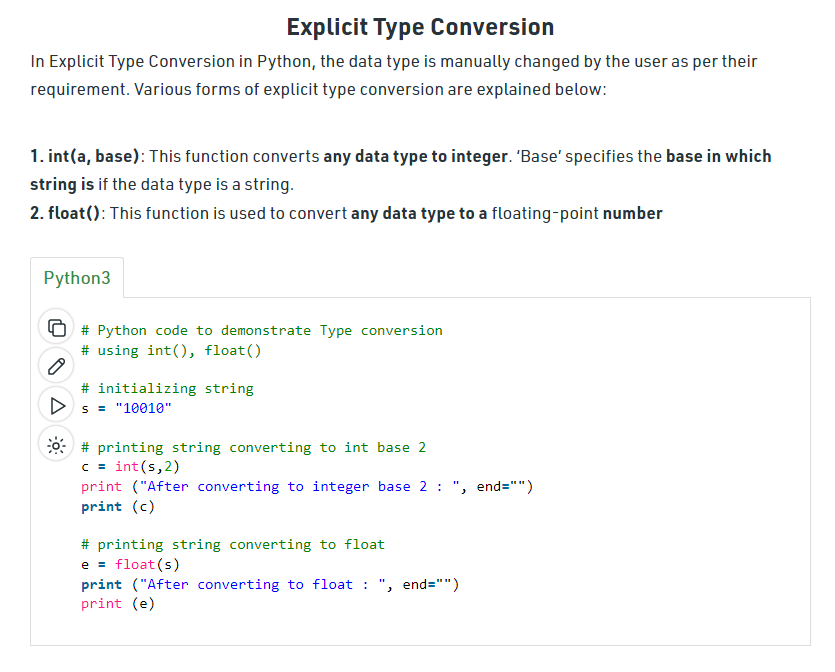 Explicit Type Conversion
In Explicit Type Conversion in Python, the data type is manually changed by the user as per their
requirement. Various forms of explicit type conversion are explained below:
1. int(a, base): This function converts any data type to integer. ‘Base’ specifies the base in which
string is if the data type is a string.
2. float(): This function is used to convert any data type to a floating-point number
Python3
# Python code to demonstrate Type conversion
# using int(), float()
# initializing string
s = "10010"
# printing string converting to int base 2
c = int(s,2)
print ("After converting to integer base 2 : ", end="")
print (c)
# printing string converting to float
e = float(s)
print ("After converting to float : ", end="")
print (e)